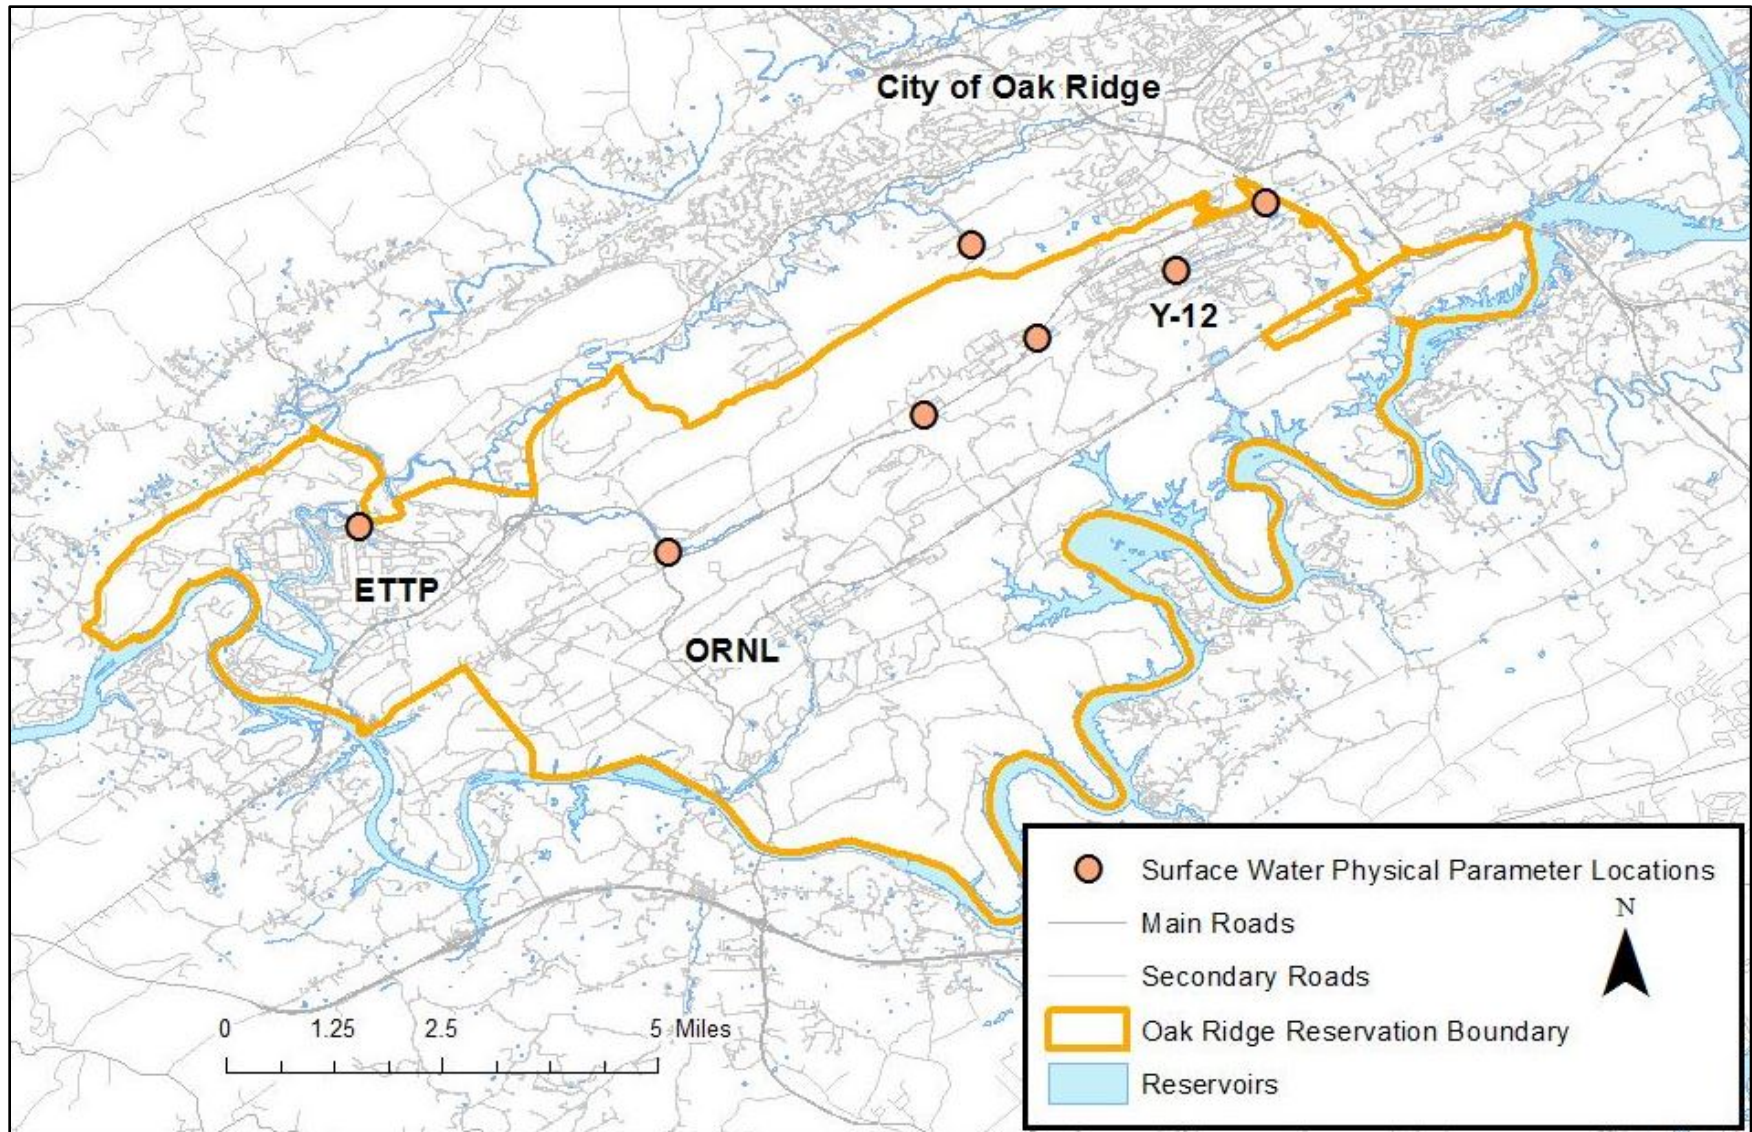 City of Oak Ridge
Y-12
ETTP
ORNL
Surface Water Physical Parameter Locations
N
Main Roads
Secondary Roads
0 1.25 2.5 5 Miles
Oak Ridge Reservation Boundary
Reservoirs